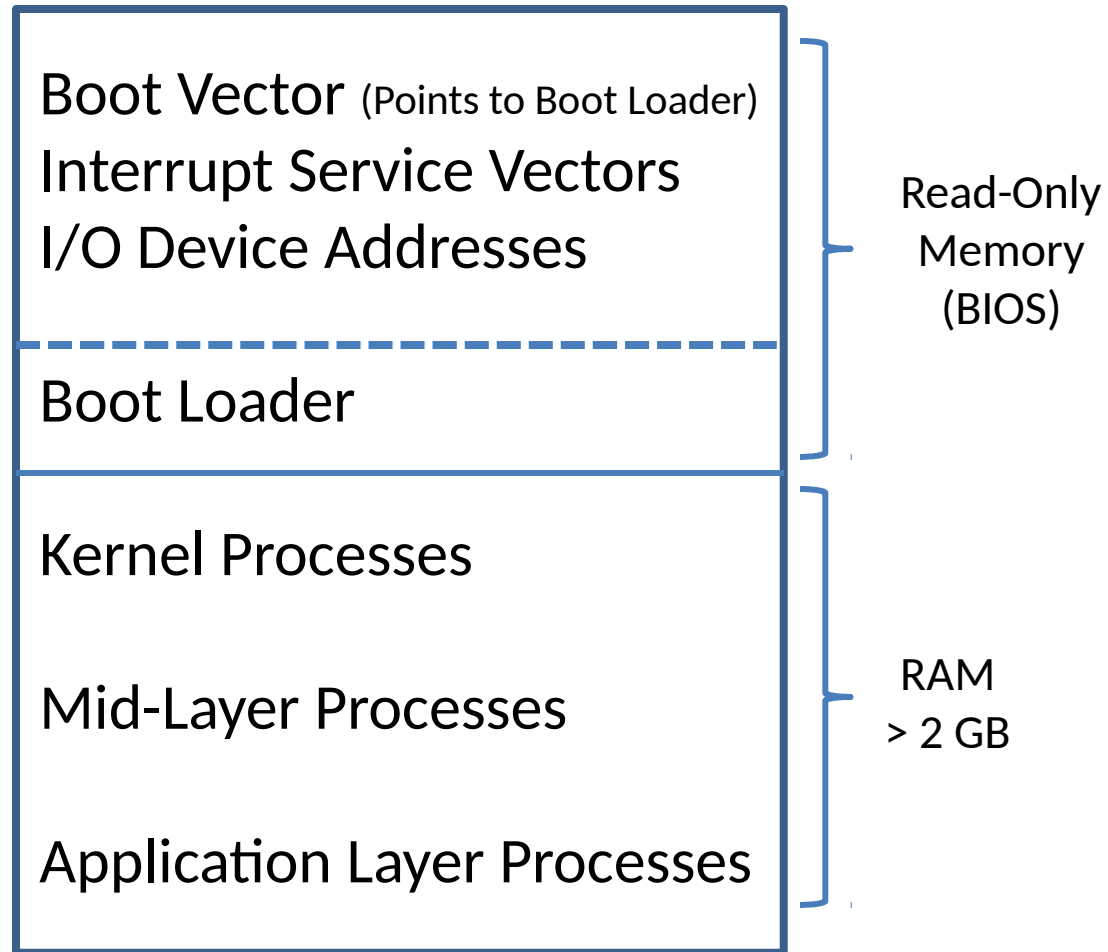 Boot Vector (Points to Boot Loader)
Interrupt Service Vectors
I/O Device Addresses
Boot Loader
Read-Only
Memory
(BIOS)
Kernel Processes
Mid-Layer Processes
Application Layer Processes
RAM
> 2 GB